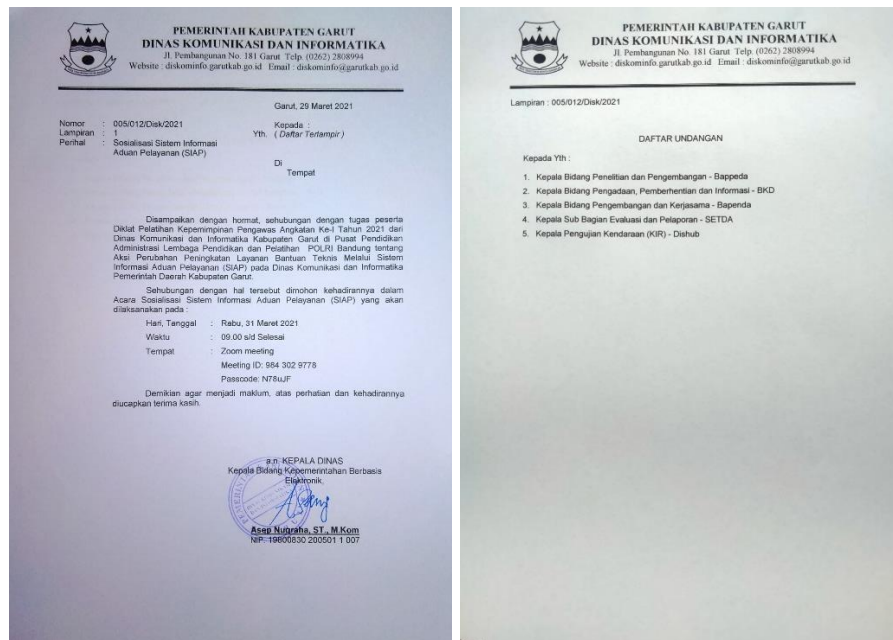 PEMERINTAH KABUPATEN GARUT
DINAS KOMUNIKASI DAN INFORMATIKA
Jl. Pembangunan No. 181 Garut Telp. (0262) 2808994
Website : diskominfo.garutkab.go.id Email : diskominfo@garutkab.go.id
Garut, 29 Maret 2021
Nomor : 005/012/Disk/2021
Lampiran : 1
Perihal : Sosialisasi Sistem Informasi
Aduan Pelayanan (SIAP)
Kepada :
Yth. ( Daftar Terlampir )
Di
Tempat
Disampaikan dengan hormat, sehubungan dengan tugas peserta
Diklat Pelatihan Kepemimpinan Pengawas Angkatan Ke-I Tahun 2021 dari
Dinas Komunikasi dan Informatika Kabupaten Garut di Pusat Pendidikan
Administrasi Lembaga Pendidikan dan Pelatihan POLRI Bandung tentang
Aksi Perubahan Peningkatan Layanan Bantuan Teknis Melalui Sistem
Informasi Aduan Pelayanan (SIAP) pada Dinas Komunikasi dan Informatika
Pemerintah Daerah Kabupaten Garut.
Sehubungan dengan hal tersebut dimohon kehadirannya dalam
Acara Sosialisasi Sistem Informasi Aduan Pelayanan (SIAP) yang akan
dilaksanakan pada :
Hari, Tanggal : Rabu, 31 Maret 2021
Waktu : 09.00 s/d Selesai
Tempat : Zoom meeting
Meeting ID: 984 302 9778
Passcode: N78uJF
Demikian agar menjadi maklum, atas perhatian dan kehadirannya
diucapkan terima kasih.
a.n. KEPALA DINAS
Kepala Bidang Kepemerintahan Berbasis
Elektronik,
Asep Nugraha, ST., M.Kom
NIP. 19800830 200501 1 007
PEMERINTAH KABUPATEN GARUT
DINAS KOMUNIKASI DAN INFORMATIKA
Jl. Pembangunan No. 181 Garut Telp. (0262) 2808994
Website : diskominfo.garutkab.go.id Email : diskominfo@garutkab.go.id
Lampiran : 005/012/Disk/2021
DAFTAR UNDANGAN
Kepada Yth :
1. Kepala Bidang Penelitian dan Pengembangan - Bappeda
2. Kepala Bidang Pengadaan, Pemberhentian dan Informasi - BKD
3. Kepala Bidang Pengembangan dan Kerjasama - Bapenda
4. Kepala Sub Bagian Evaluasi dan Pelaporan - SETDA
5. Kepala Pengujian Kendaraan (KIR) - Dishub